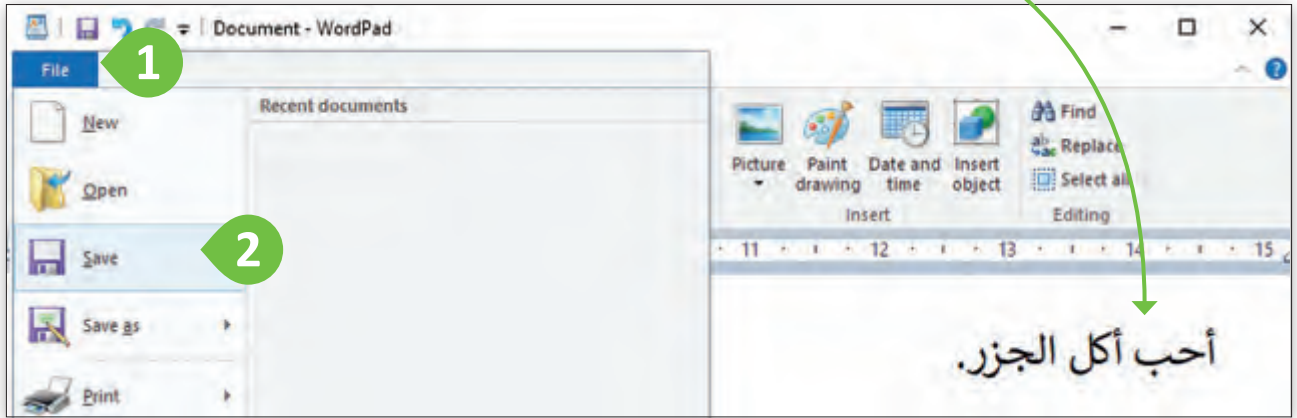 Document - WordPad
File
1
New
Recent documents
Open
Save
2
Save as
Print
Picture
Paint drawing
Date and time
Insert object
Find
Replace
Select all
Insert
Editing
11 12 13 14 15
أحب أكل الجزر.